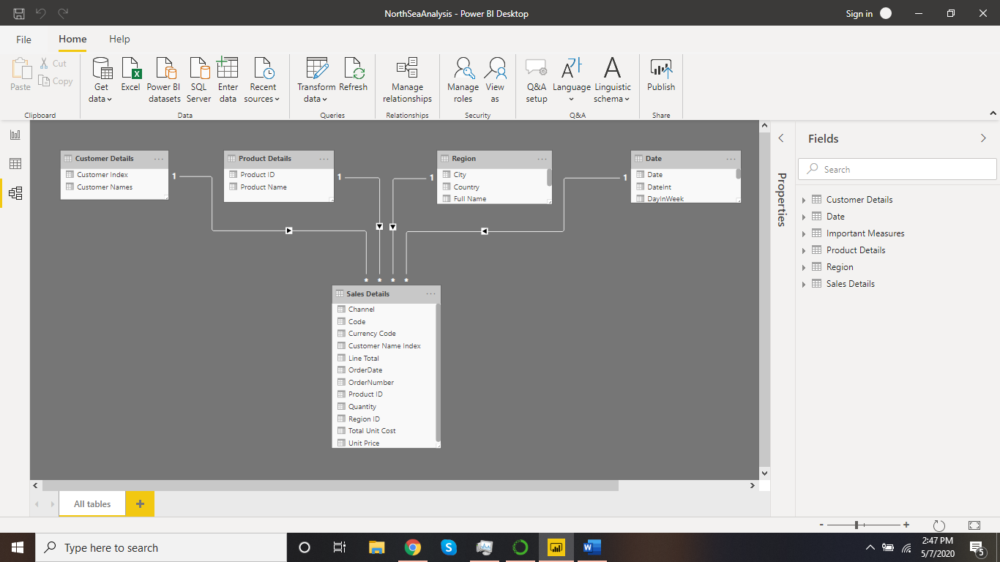 NorthSeaAnalysis - Power BI Desktop
Sign in
File
Home
Help
Paste
Cut
Copy
Clipboard
Get data
Excel
Power BI datasets
SQL Server
Enter data
Recent sources
Data
Transform data
Refresh
Queries
Manage relationships
Relationships
Manage roles
View as
Security
Q&A setup
Language
Linguistic schema
Q&A
Publish
Share
Customer Details
Customer Index
Customer Names
1
Product Details
Product ID
Product Name
1
Region
City
Country
Full Name
1
Date
Date
DateInt
DayInWeek
1
* * * *
Sales Details
Channel
Code
Currency Code
Customer Name Index
Line Total
OrderDate
OrderNumber
Product ID
Quantity
Region ID
Total Unit Cost
Unit Price
Properties
Fields
Search
Customer Details
Date
Important Measures
Product Details
Region
Sales Details
All tables
+
- +
Type here to search
2:47 PM
5/7/2020
5